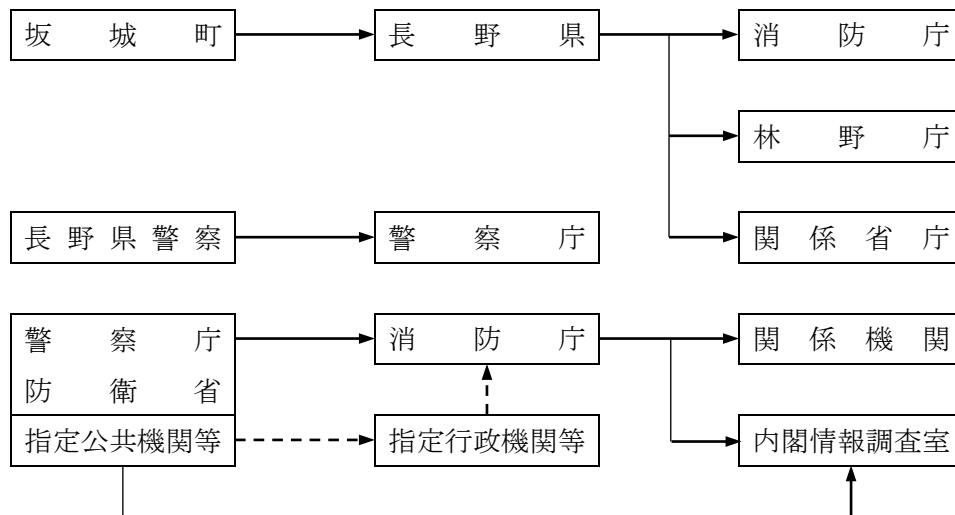 坂城町
長野県
消防庁
林野庁
長野県警察
警察庁
関係省庁
警察庁
消防庁
関係機関
防衛省
指定公共機関等
指定行政機関等
内閣情報調査室